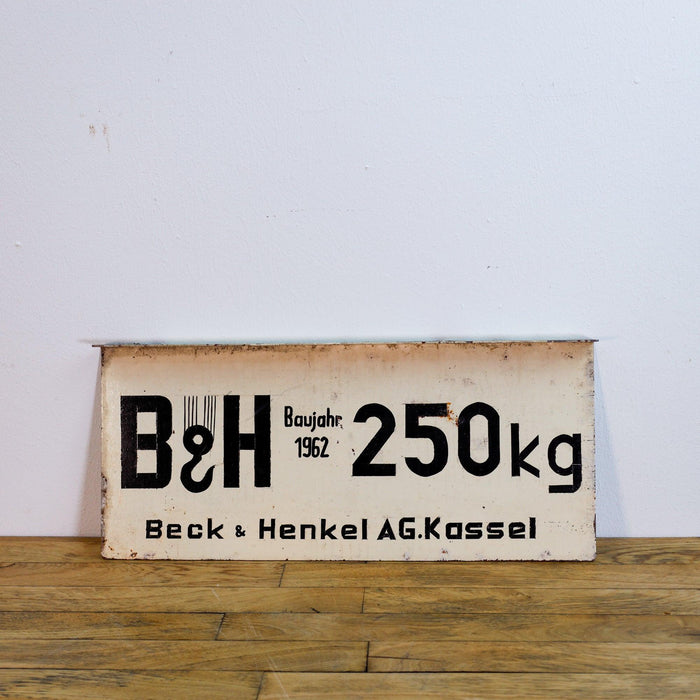 B&H Baujahr 1962 250kg
Beck & Henkel AG.Kassel